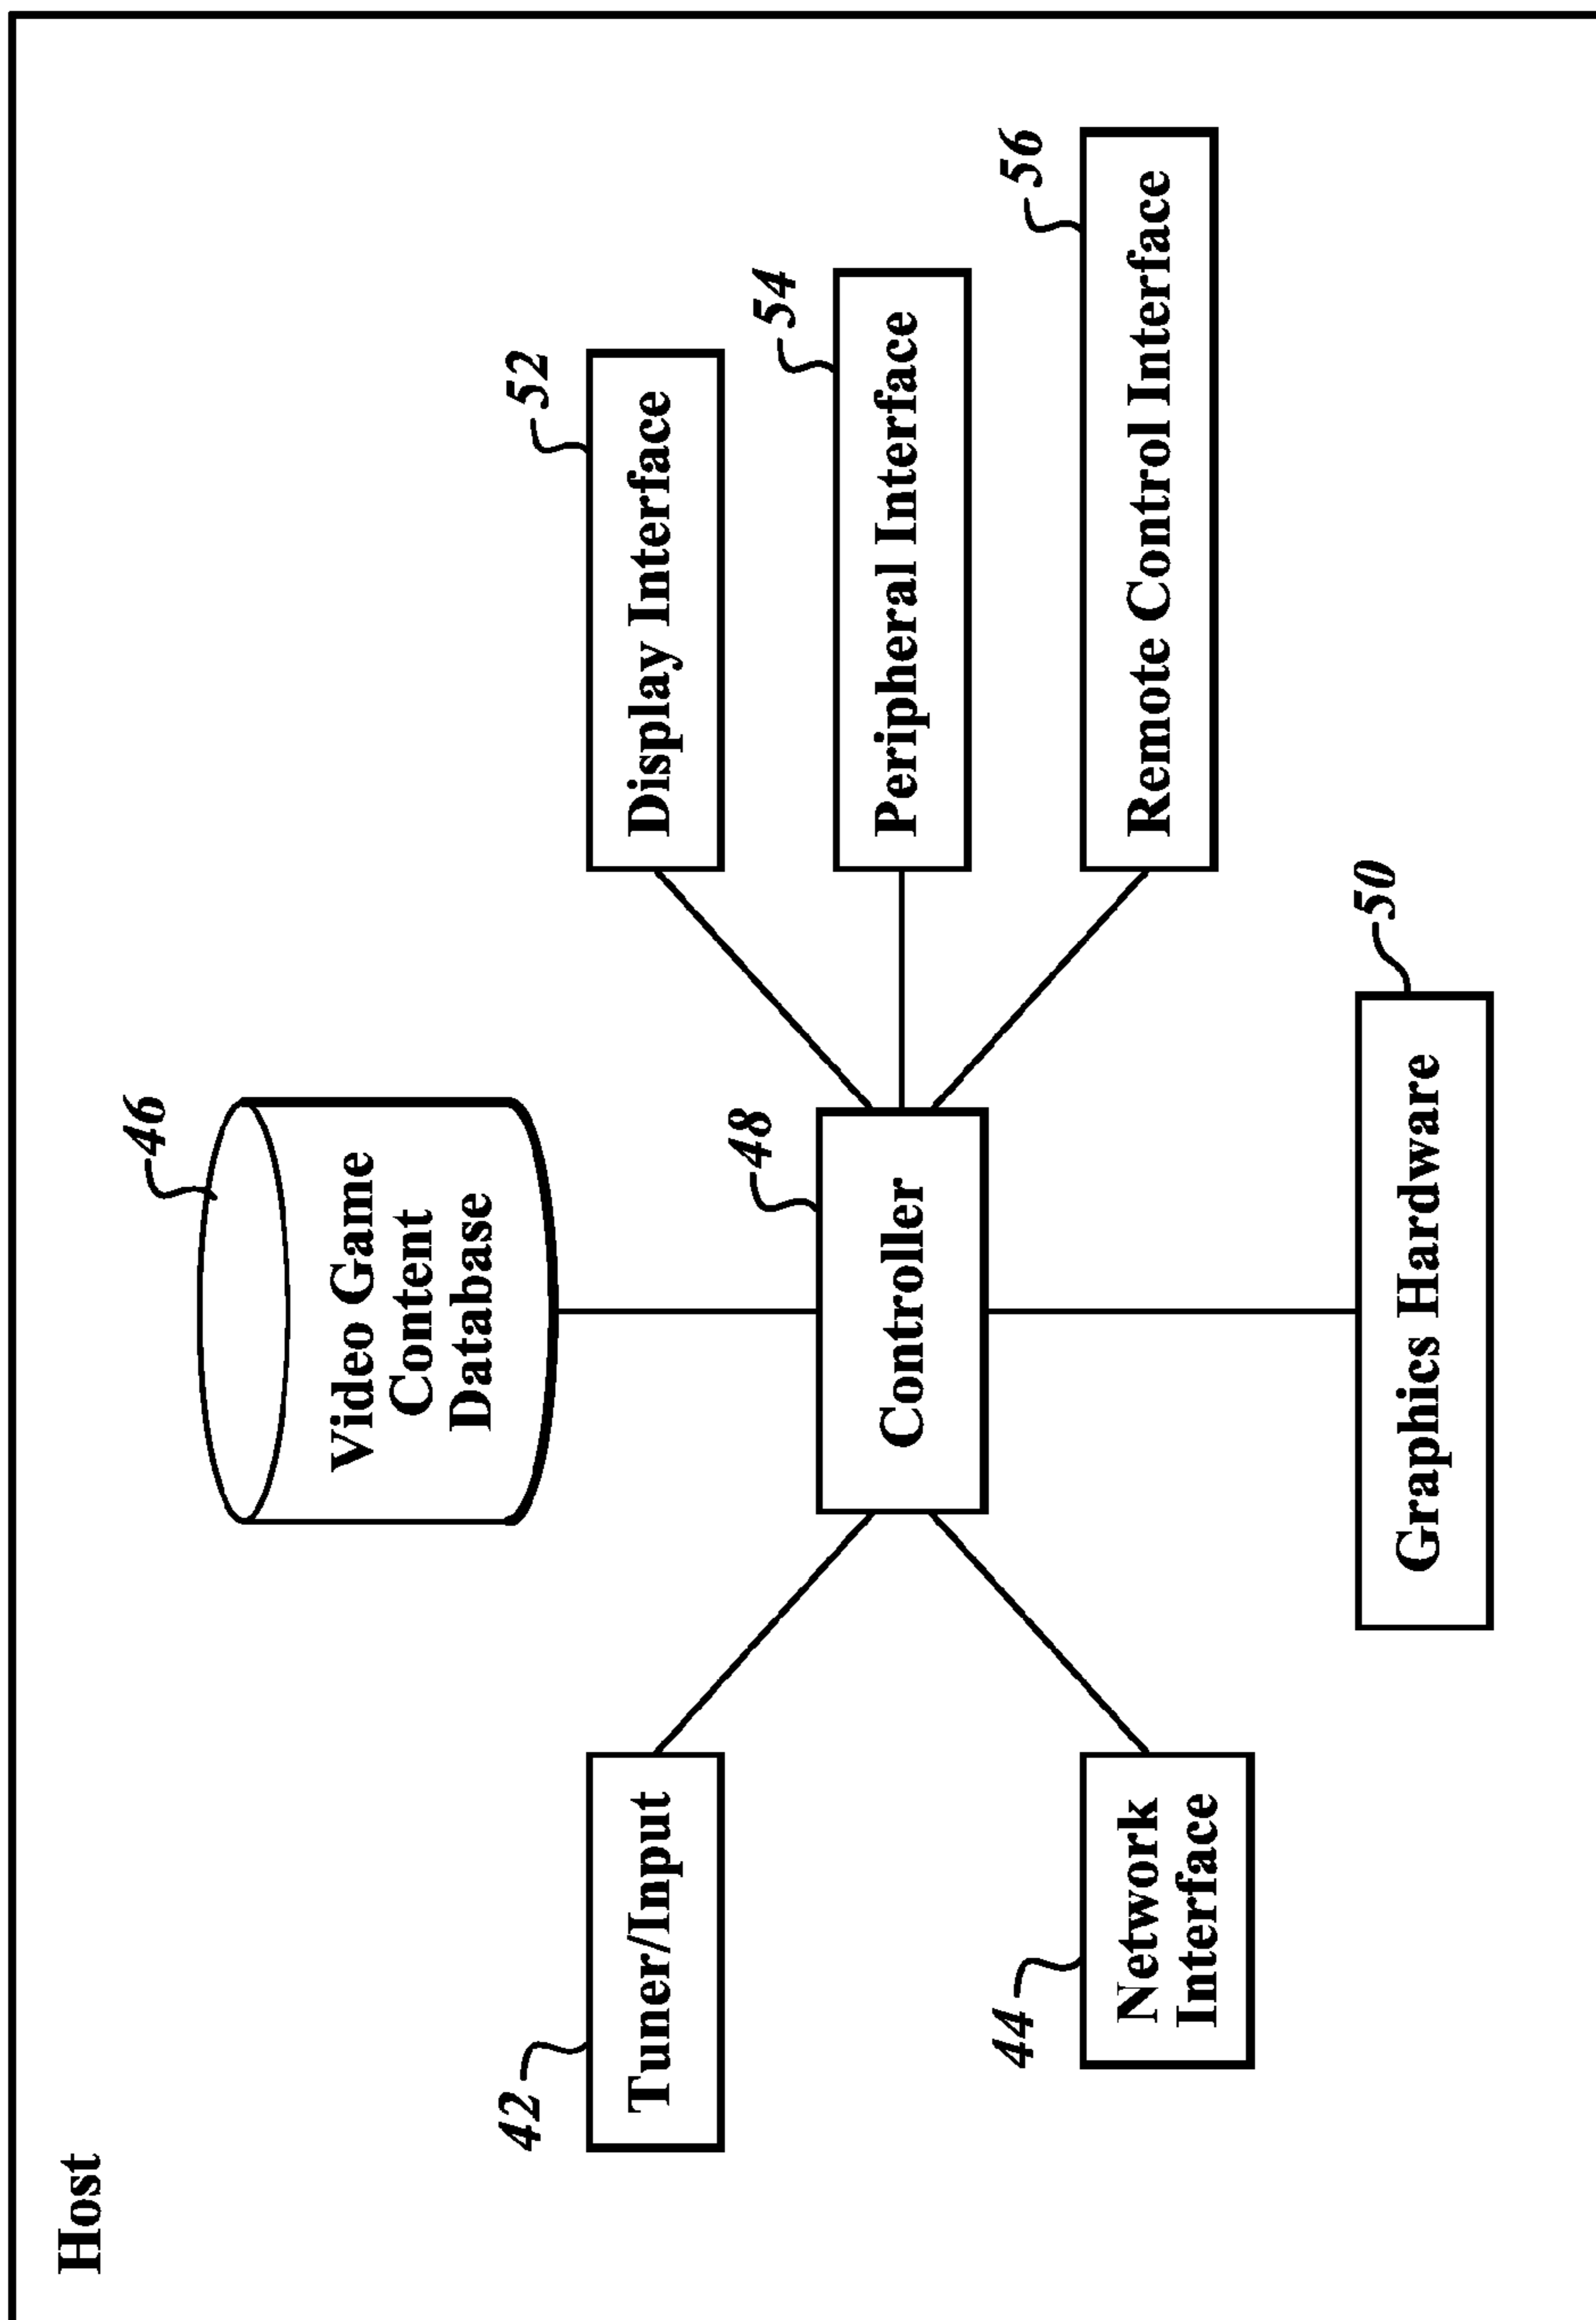 Host
46
Video Game
Content
Database
42
Tuner/Input
52
Display Interface
48
Controller
54
Peripheral Interface
44
Network
Interface
56
Remote Control Interface
50
Graphics Hardware